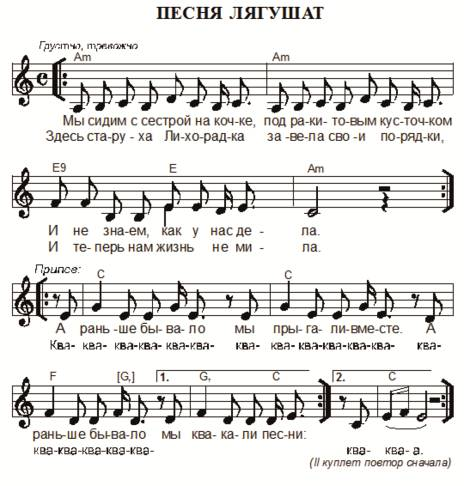 ПЕСНЯ ЛЯГУШАТ
Грустно, тревожно
Am Am
Мы сидим с сестрой на коч-ке, под ра-ки-то-вым кус-точ-ком
Здесь ста-ру-ха Ли-хо-рад-ка за-ве-ла сво-и по-ряд-ки,
E9 E Am
И не зна-ем, как у нас де-ла.
И те-перь нам жизнь не ми-ла.
Припев:
C C
А рань-ше бы-ва-ло мы пры-га-ли вме-сте. А
Ква-ква-ква-ква-ква-ква-ква-ква-ква-ква-ква-ква
F [G,] 1. G, C 2. C
рань-ше бы-ва-ло мы ква-ка-ли пес-ни:
ква-ква-ква-ква-ква- ква- ква-а.
(II куплет повтор сначала)